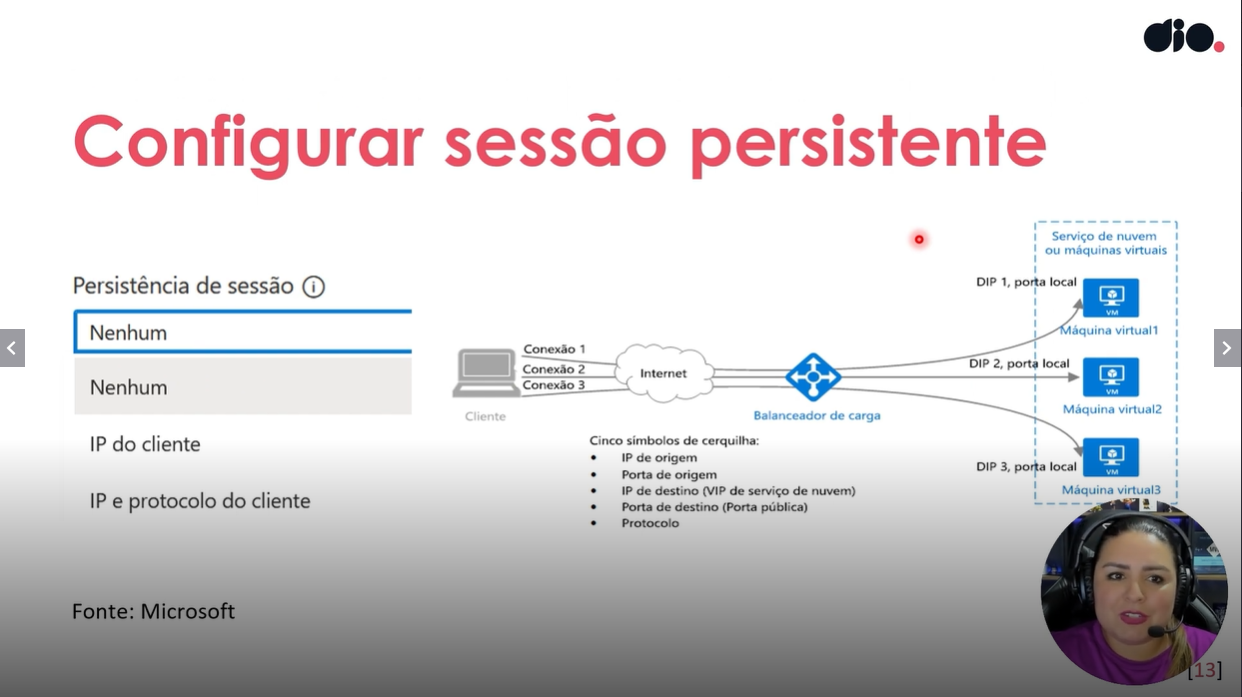 dio.
Configurar sessão persistente
Persistência de sessão
Nenhum
Nenhum
IP do cliente
IP e protocolo do cliente
Conexão 1
Conexão 2
Conexão 3
Cliente
Internet
Balanceador de carga
Serviço de nuvem
ou máquinas virtuais
DIP 1, porta local
VM
Máquina virtual1
DIP 2, porta local
VM
Máquina virtual2
DIP 3, porta local
VM
Máquina virtual3
Cinco símbolos de cerquilha:
• IP de origem
• Porta de origem
• IP de destino (VIP de serviço de nuvem)
• Porta de destino (Porta pública)
• Protocolo
Fonte: Microsoft
[13]